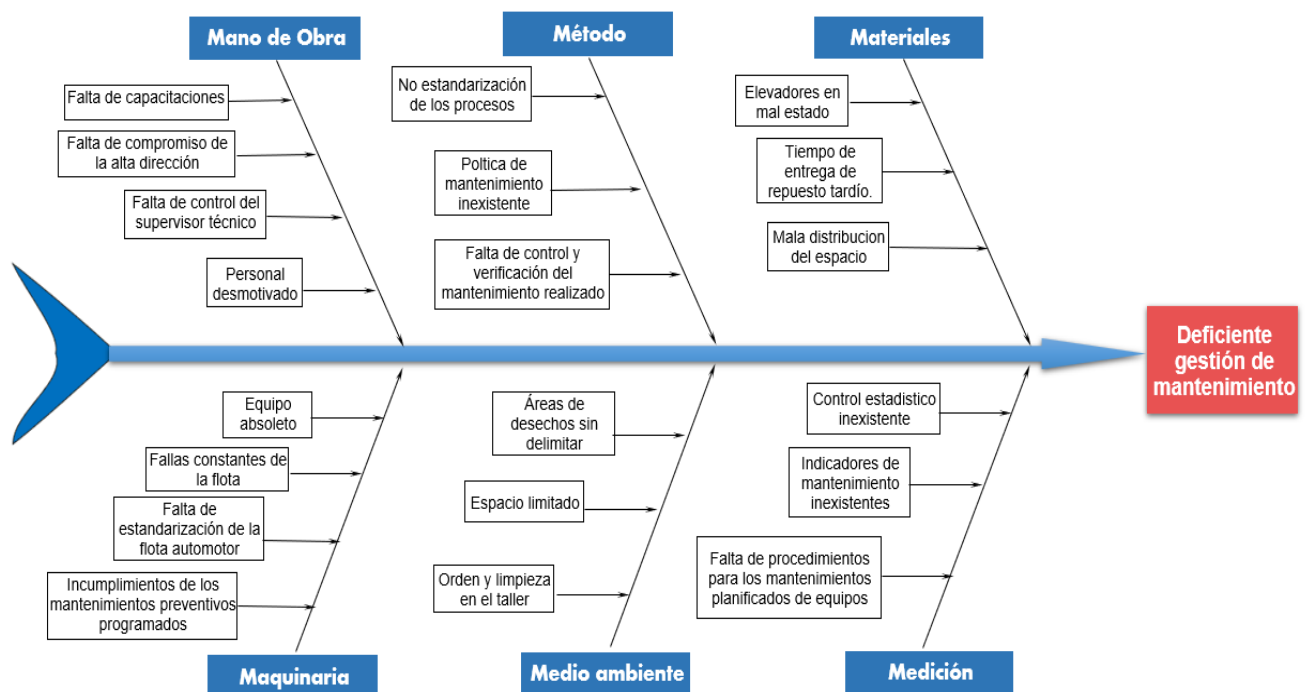 Mano de Obra
Método
Materiales
Falta de capacitaciones
Falta de compromiso de
la alta dirección
Falta de control del
supervisor técnico
Personal
desmotivado
No estandarización
de los procesos
Poltica de
mantenimiento
inexistente
Falta de control y
verificación del
mantenimiento realizado
Elevadores en
mal estado
Tiempo de
entrega de
repuesto tardío.
Mala distribucion
del espacio
Deficiente
gestión de
mantenimiento
Equipo
absoleto
Fallas constantes de
la flota
Falta de
estandarización de la
flota automotor
Incumplimientos de los
mantenimientos preventivos
programados
Áreas de
desechos sin
delimitar
Espacio limitado
Orden y limpieza
en el taller
Control estadistico
inexistente
Indicadores de
mantenimiento
inexistentes
Falta de procedimientos
para los mantenimientos
planificados de equipos
Maquinaria
Medio ambiente
Medición